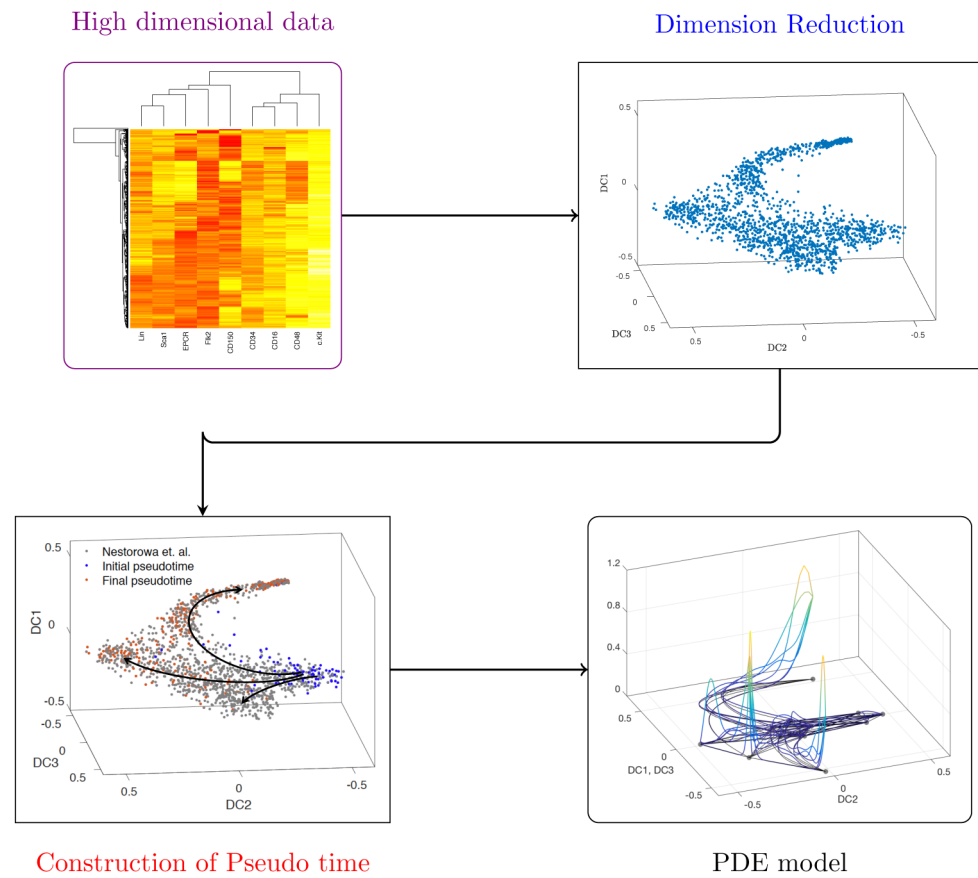 High dimensional data
Dimension Reduction
Lin
Sca1
EPCR
Flk2
CD150
CD34
CD16
CD48
c.Kit
0.5
0
-0.5
DC1
-0.5
0
0.5
DC3
0.5
0
-0.5
DC2
0.5
0
-0.5
DC1
Nestorowa et. al.
Initial pseudotime
Final pseudotime
-0.5
0
0.5
DC3
0.5
0
-0.5
DC2
1.2
0.8
0.4
0
0.5
0
-0.5
DC1, DC3
-0.5
0
0.5
DC2
Construction of Pseudo time
PDE model